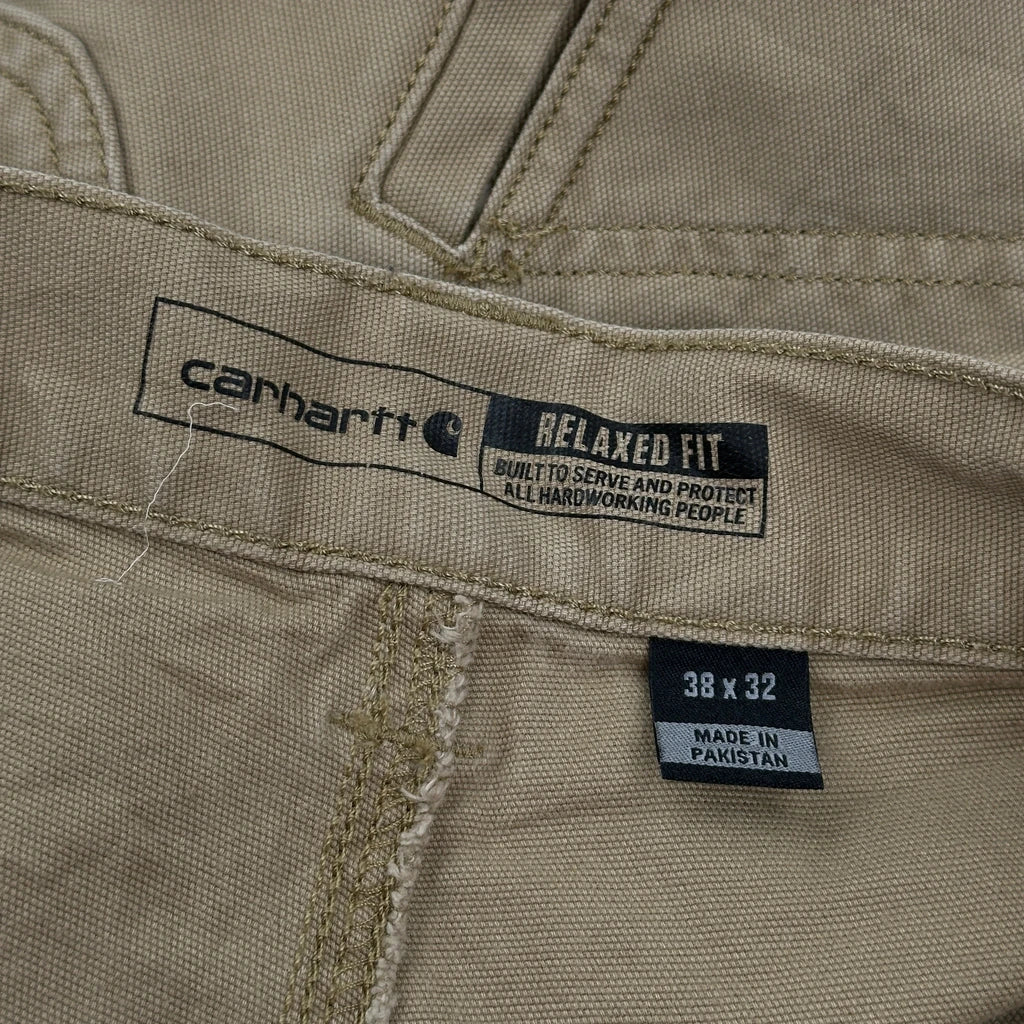 carhartt
RELAXED FIT
BUILT TO SERVE AND PROTECT
ALL HARDWORKING PEOPLE
38 x 32
MADE IN
PAKISTAN